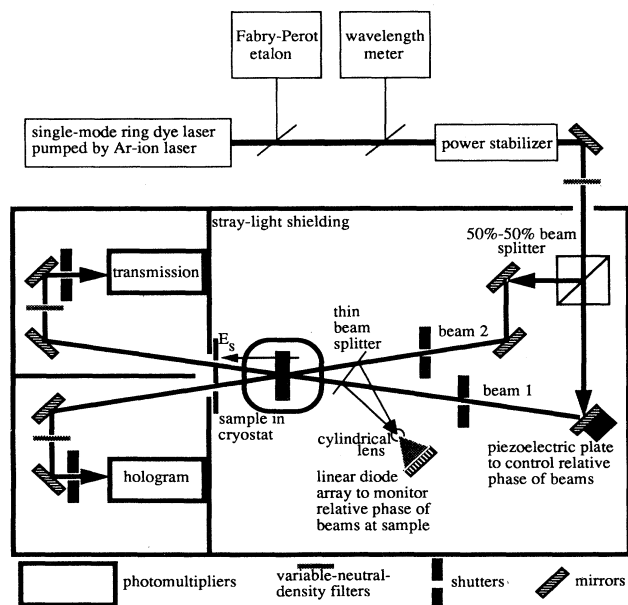 Fabry-Perot
etalon
wavelength
meter
single-mode ring dye laser
pumped by Ar-ion laser
power stabilizer
stray-light shielding
50%-50% beam
splitter
transmission
thin
beam
splitter
beam 2
E_s
beam 1
sample in
cryostat
cylindrical
lens
piezoelectric plate
to control relative
phase of beams
hologram
linear diode
array to monitor
relative phase of
beams at sample
photomultipliers
variable-neutral-
density filters
shutters
mirrors